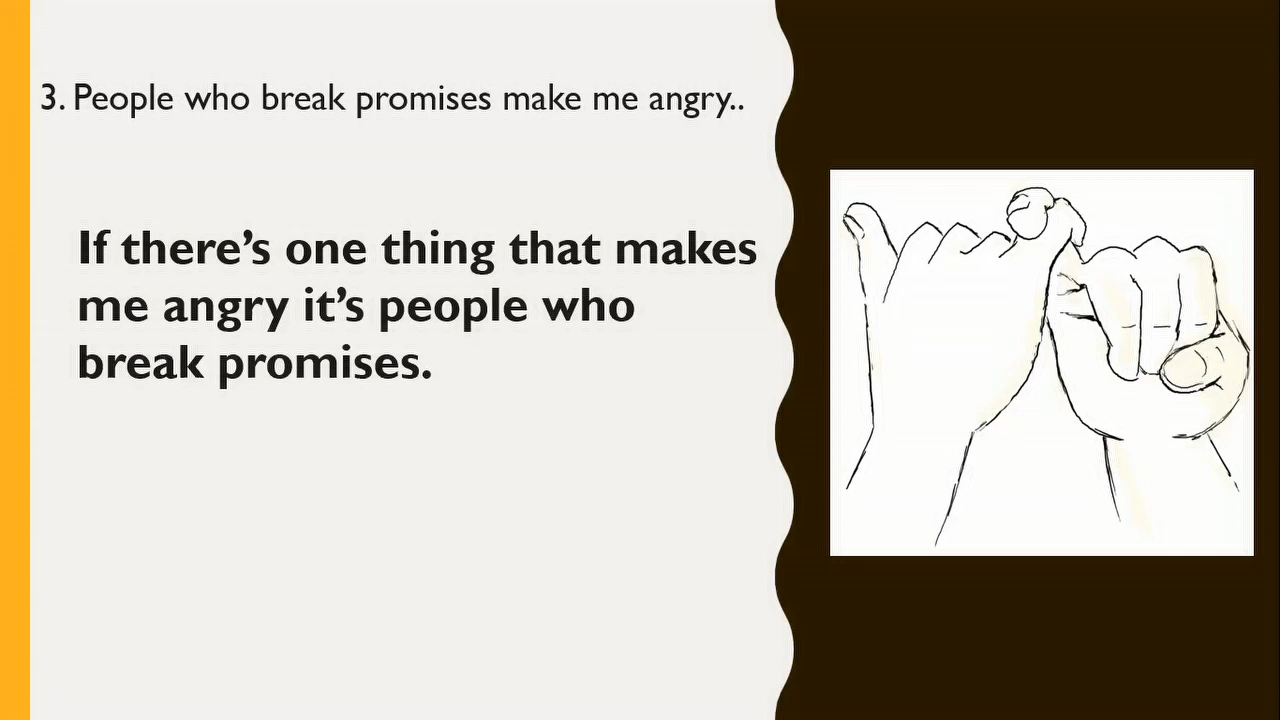 3. People who break promises make me angry..
If there’s one thing that makes
me angry it’s people who
break promises.